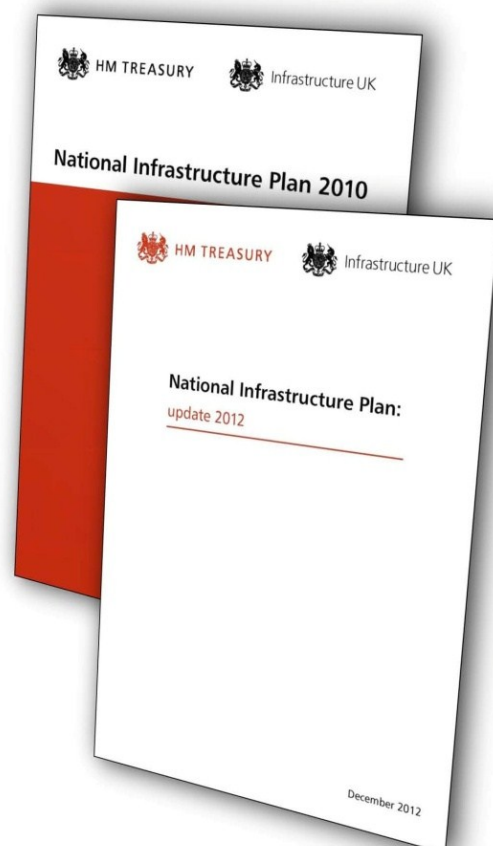 HM TREASURY
Infrastructure UK
National Infrastructure Plan 2010
HM TREASURY
Infrastructure UK
National Infrastructure Plan:
update 2012
December 2012